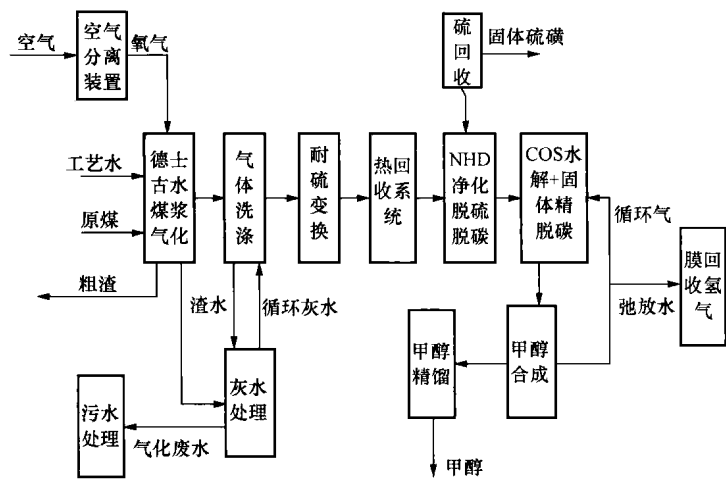 空气
空气
分离
装置
氧气
硫
回
收
固体硫磺
工艺水
原煤
德士
古水
煤浆
气化
气
体
洗
涤
耐
硫
变
换
热回
收系
统
NHD
净化
脱硫
脱碳
COS水
解+固
体精
脱碳
循环气
膜回
收氢
气
粗渣
渣水
循环灰水
弛放水
甲醇
精馏
甲醇
合成
灰水
处理
污水
处理
气化废水
甲醇